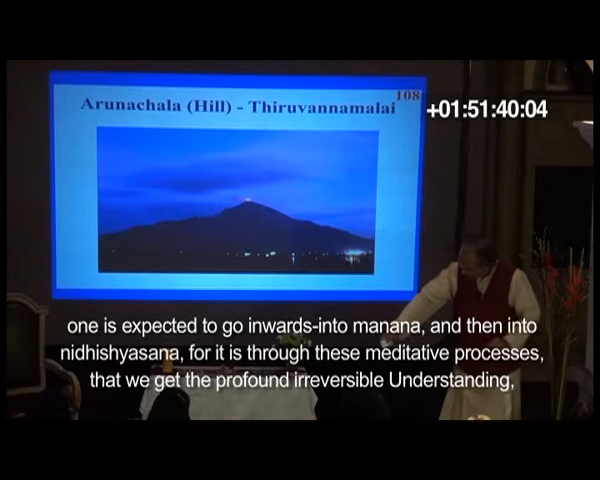 108
Arunachala (Hill) - Thiruvannamalai
+01:51:40:04
one is expected to go inwards-into manana, and then into
nidhishyasana, for it is through these meditative processes,
that we get the profound irreversible Understanding,